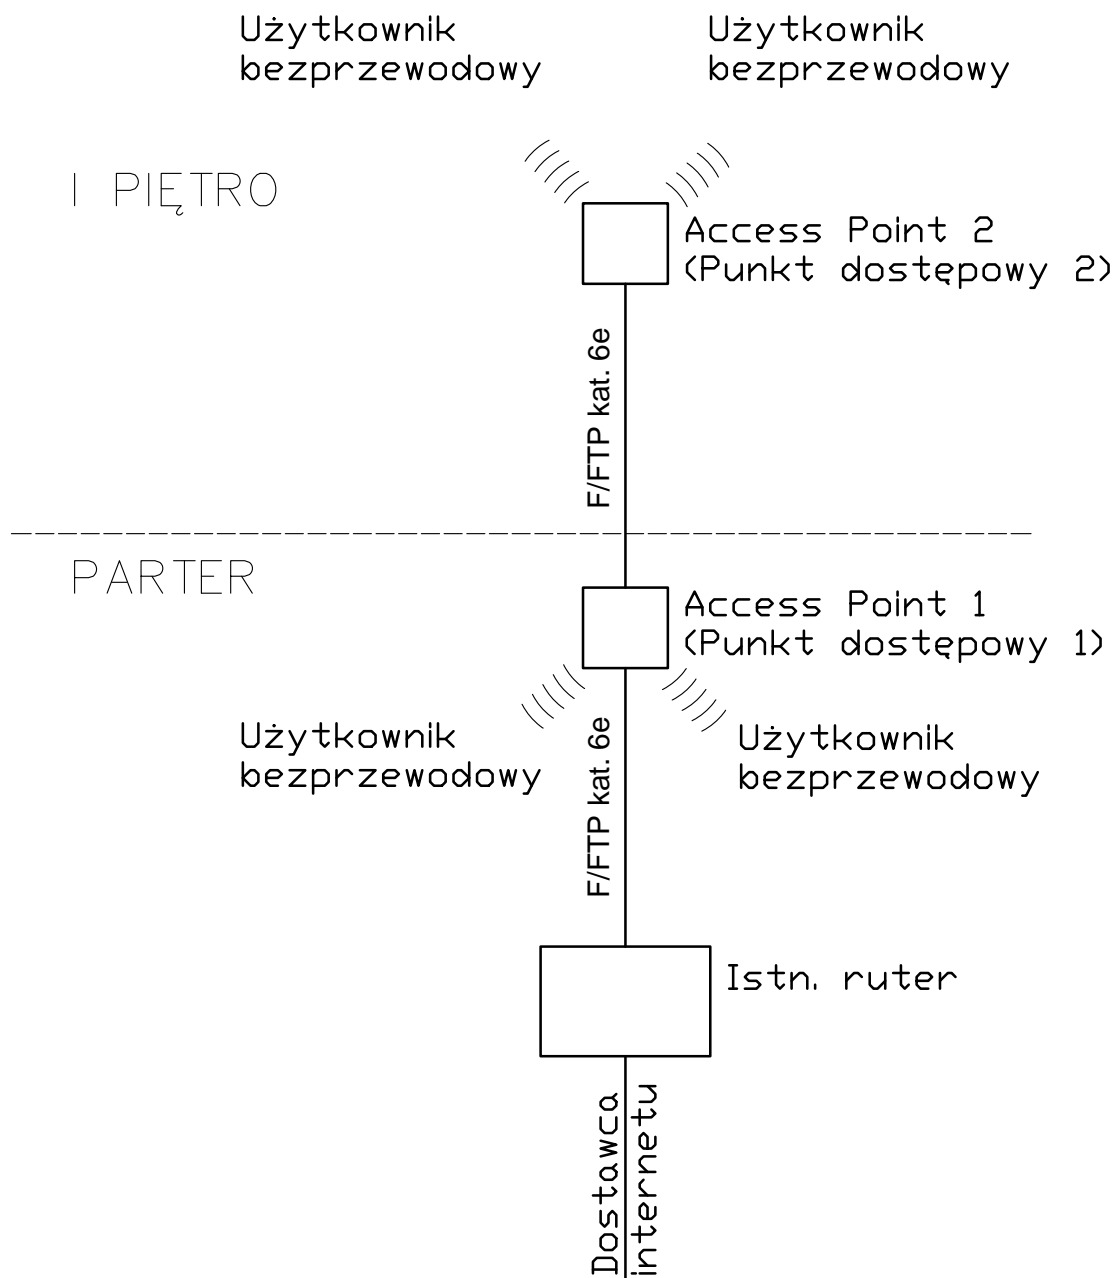 Użytkownik
bezprzewodowy
Użytkownik
bezprzewodowy
I PIĘTRO
Access Point 2
(Punkt dostępowy 2)
F/FTP kat. 6e
PARTER
Access Point 1
(Punkt dostępowy 1)
Użytkownik
bezprzewodowy
Użytkownik
bezprzewodowy
F/FTP kat. 6e
Istn. ruter
Dostawca
internetu